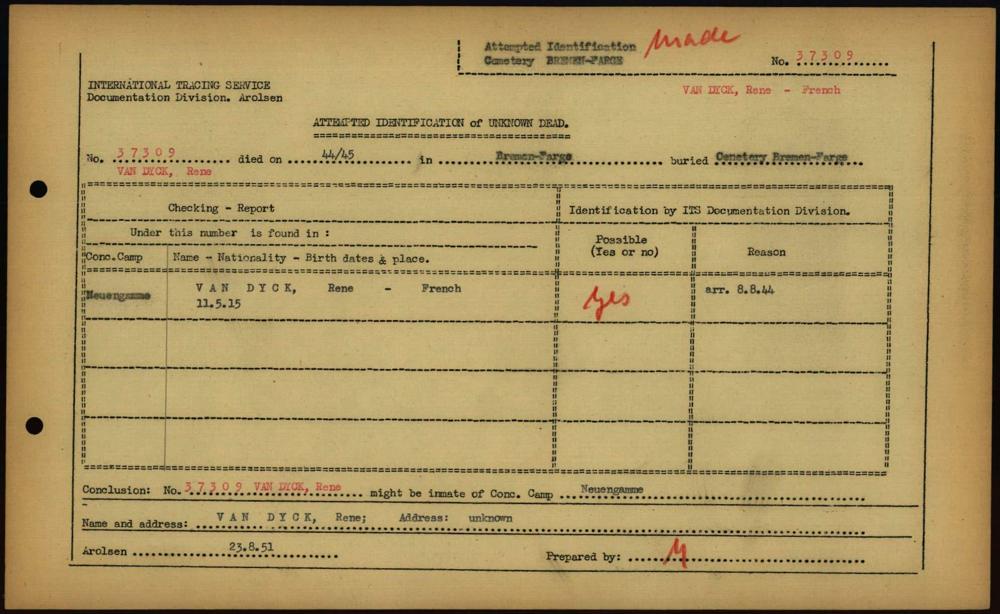 Attempted Identification made
Cemetery BREMEN-FARGE No. 37309
INTERNATIONAL TRACING SERVICE
Documentation Division. Arolsen
VAN DYCK, Rene - French
ATTEMPTED IDENTIFICATION of UNKNOWN DEAD.
No. 37309 died on 44/45 in Bremen-Farge buried Cemetery Bremen-Farge
VAN DYCK, Rene
Checking - Report
Identification by ITS Documentation Division.
Under this number is found in :
Possible
(Yes or no)
Reason
Conc.Camp Name - Nationality - Birth dates & place.
Neuengamme VAN DYCK, Rene - French yes arr. 8.8.44
11.5.15
Conclusion: No. 37309 VAN DYCK, Rene might be inmate of Conc. Camp Neuengamme
Name and address: VAN DYCK, Rene; Address: unknown
Arolsen 23.8.51
Prepared by: